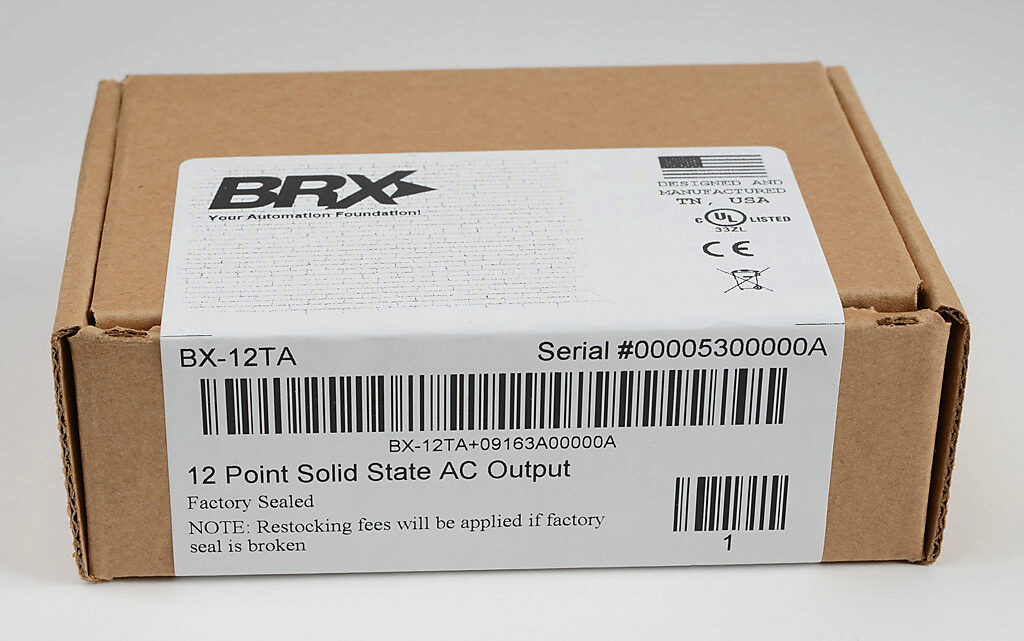 BRX
Your Automation Foundation!
DESIGNED AND
MANUFACTURED
TN, USA
C UL LISTED
33ZL
CE
BX-12TA
Serial #00005300000A
BX-12TA+09163A00000A
12 Point Solid State AC Output
Factory Sealed
NOTE: Restocking fees will be applied if factory
seal is broken
1